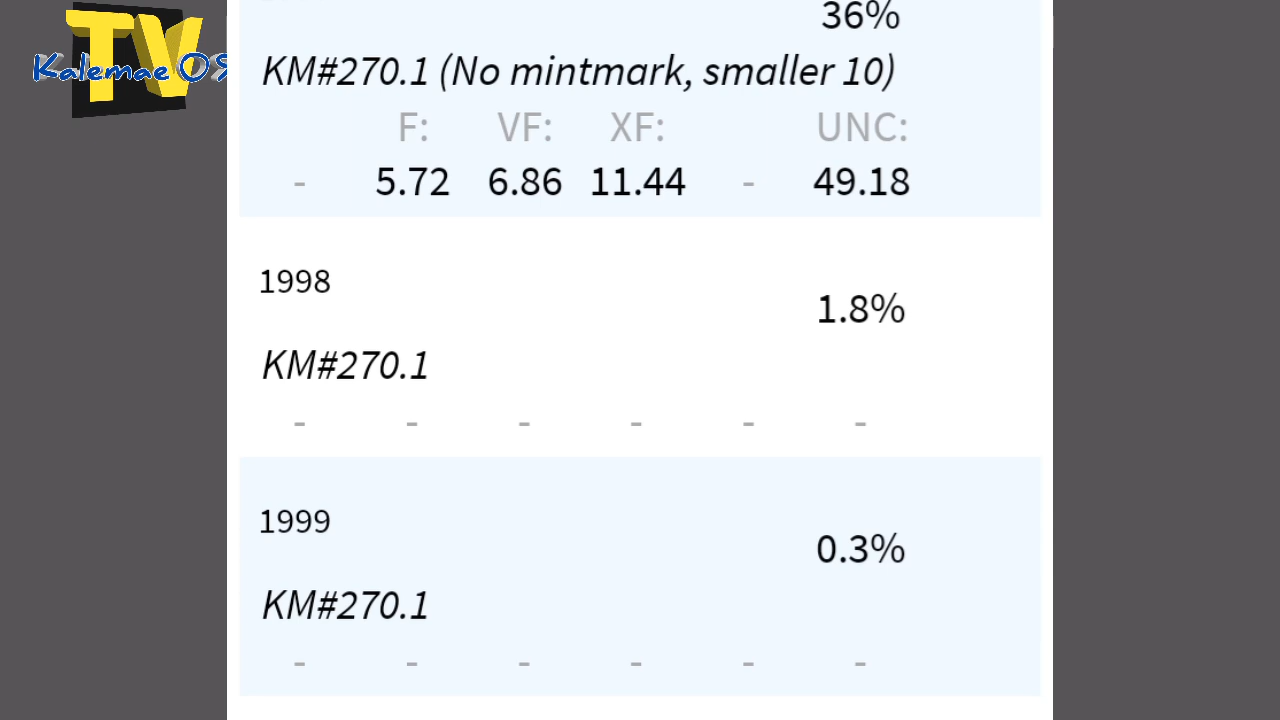 TV
Kalemae OS
36%
KM#270.1 (No mintmark, smaller 10)
F: VF: XF: UNC:
- 5.72 6.86 11.44 - 49.18
1998
1.8%
KM#270.1
- - - - - -
1999
0.3%
KM#270.1
- - - - - -